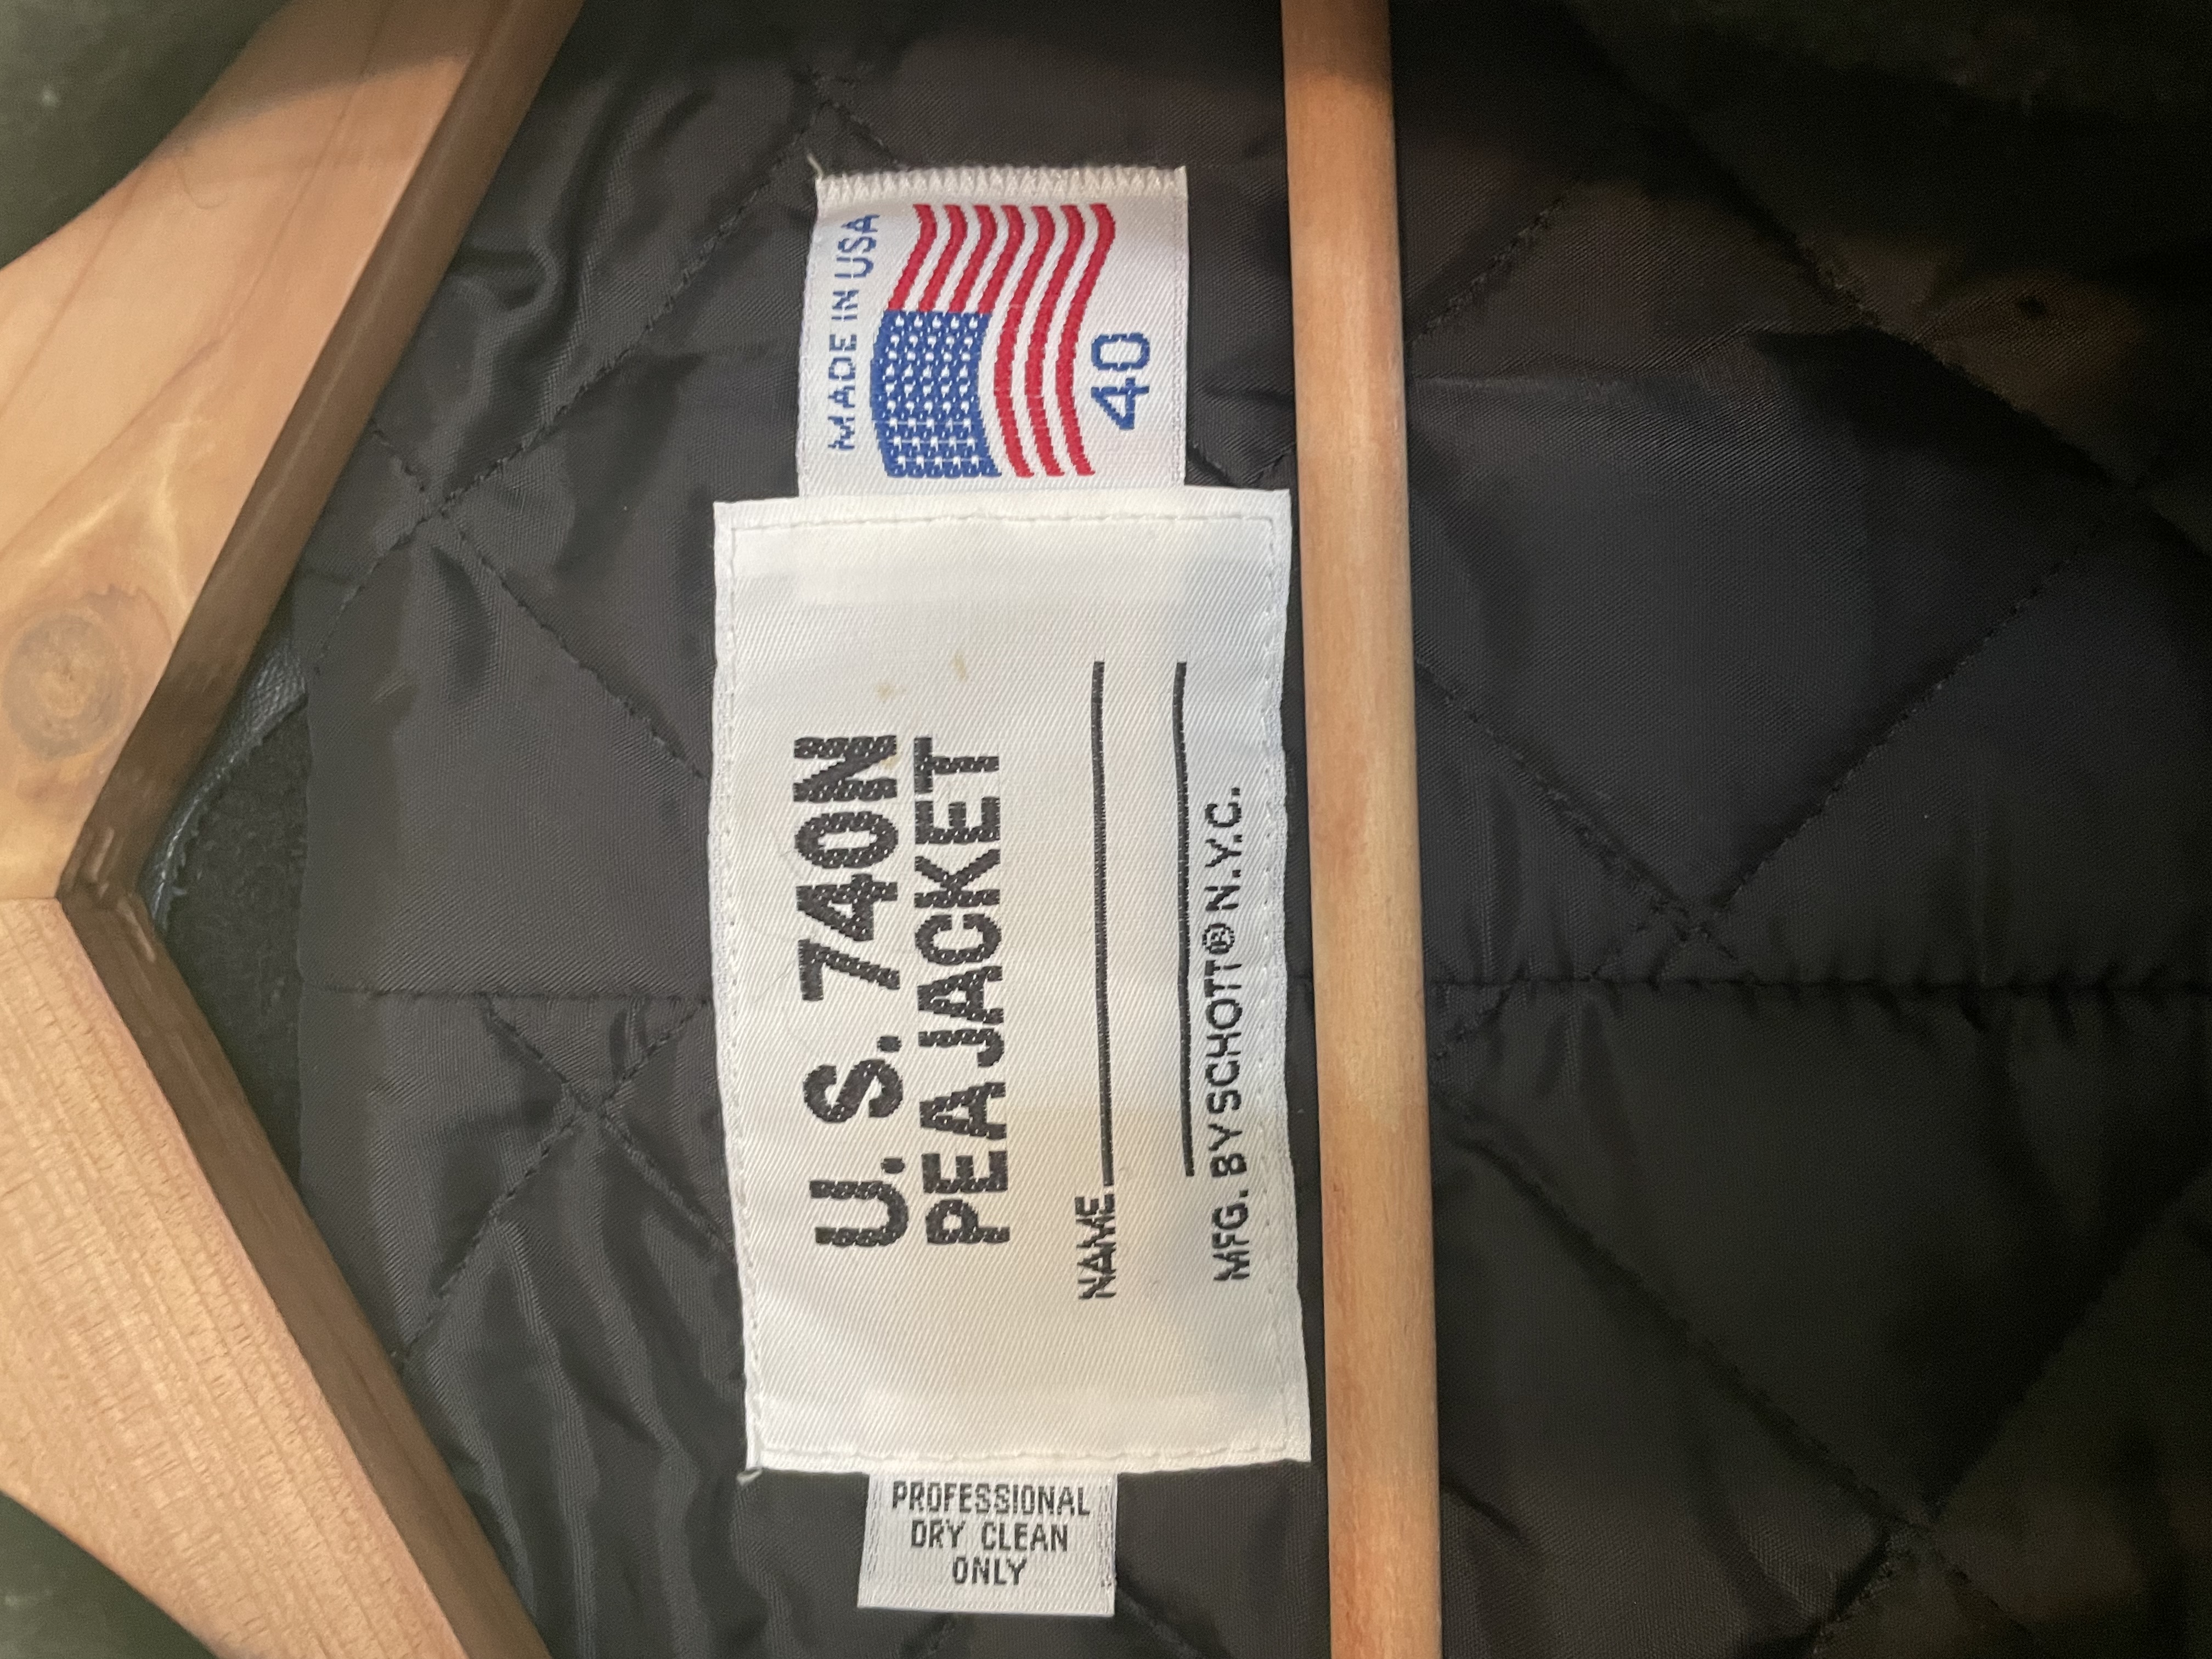 U.S. 740N
PEA JACKET
NAME
MFG. BY SCHOTT® N.Y.C.
MADE IN USA
40
PROFESSIONAL
DRY CLEAN
ONLY